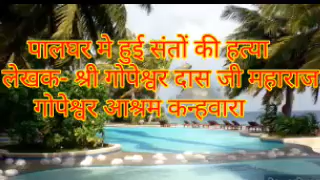 पालघर मे हुई संतों की हत्या
लेखक- श्री गोपेश्वर दास जी महाराज
गोपेश्वर आश्रम कन्हवारा